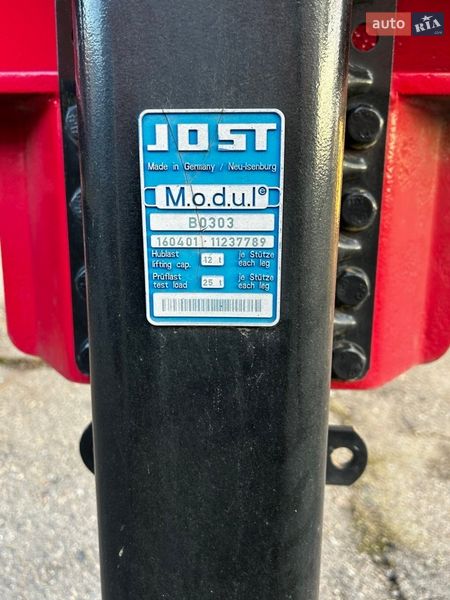 auto RIA
.com
JOST
Made in Germany / Neu-Isenburg
M.o.d.u.l©
B0303
160401 · 11237789
Hublast 12 t je Stütze
lifting cap. each leg
Prüflast 25 t je Stütze
test load each leg